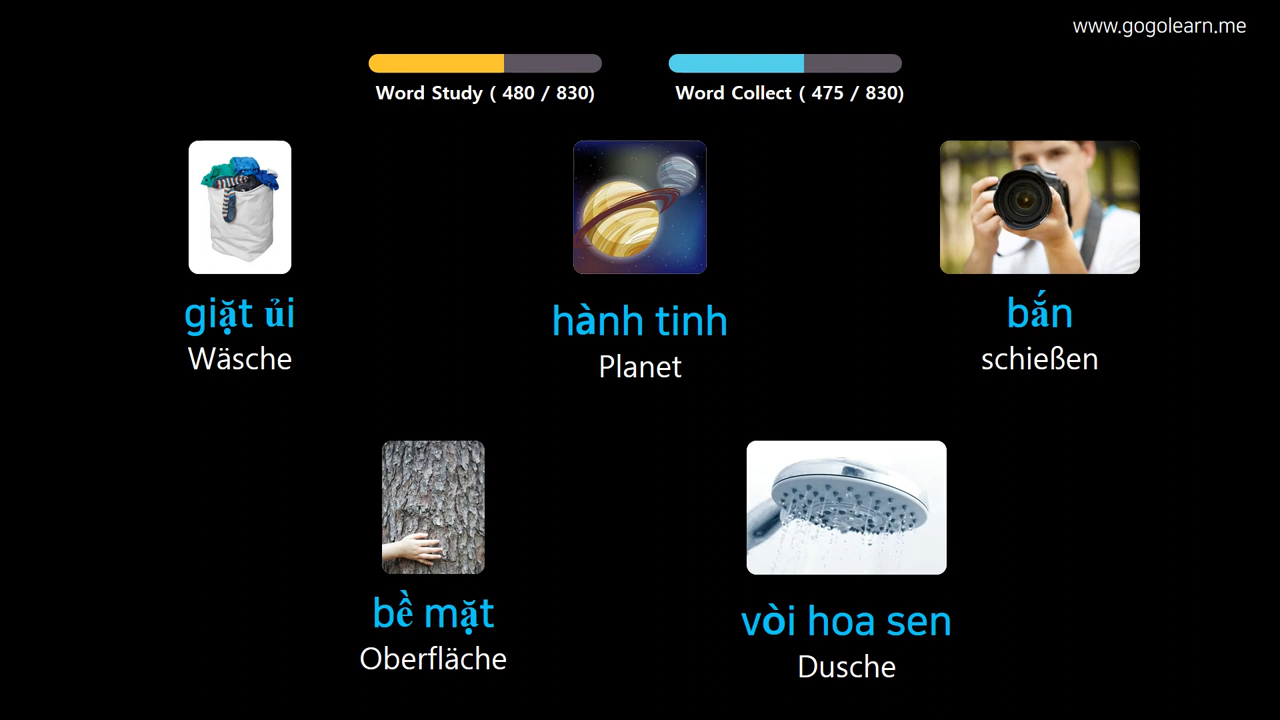 www.gogolearn.me
Word Study ( 480 / 830)
Word Collect ( 475 / 830)
giặt ủi
Wäsche
hành tinh
Planet
bắn
schießen
bề mặt
Oberfläche
vòi hoa sen
Dusche